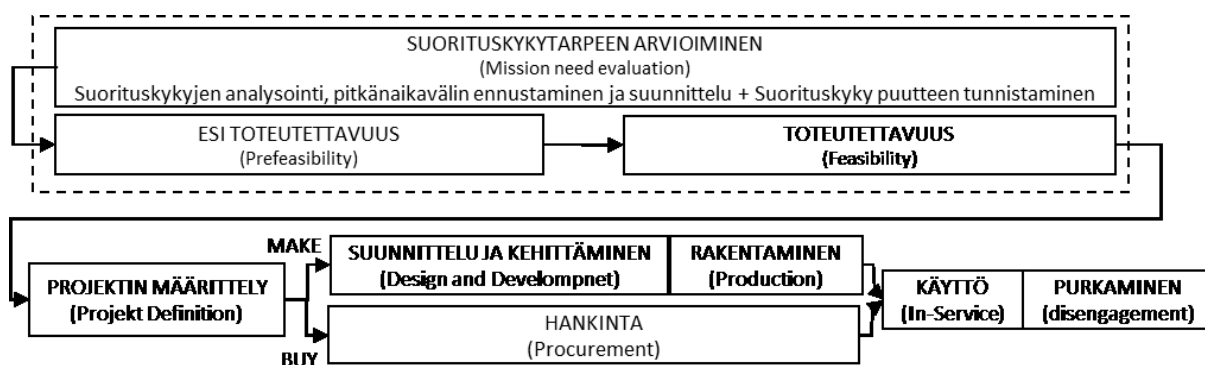 SUORITUSKYKYTARPEEN ARVIOIMINEN
(Mission need evaluation)
Suorituskykyjen analysointi, pitkänaikavälin ennustaminen ja suunnittelu + Suorituskyky puutteen tunnistaminen
ESI TOTEUTETTAVUUS
(Prefeasibility)
TOTEUTETTAVUUS
(Feasibility)
PROJEKTIN MÄÄRITTELY
(Projekt Definition)
MAKE
SUUNNITTELU JA KEHITTÄMINEN
(Design and Develompnet)
RAKENTAMINEN
(Production)
BUY
HANKINTA
(Procurement)
KÄYTTÖ
(In-Service)
PURKAMINEN
(disengagement)